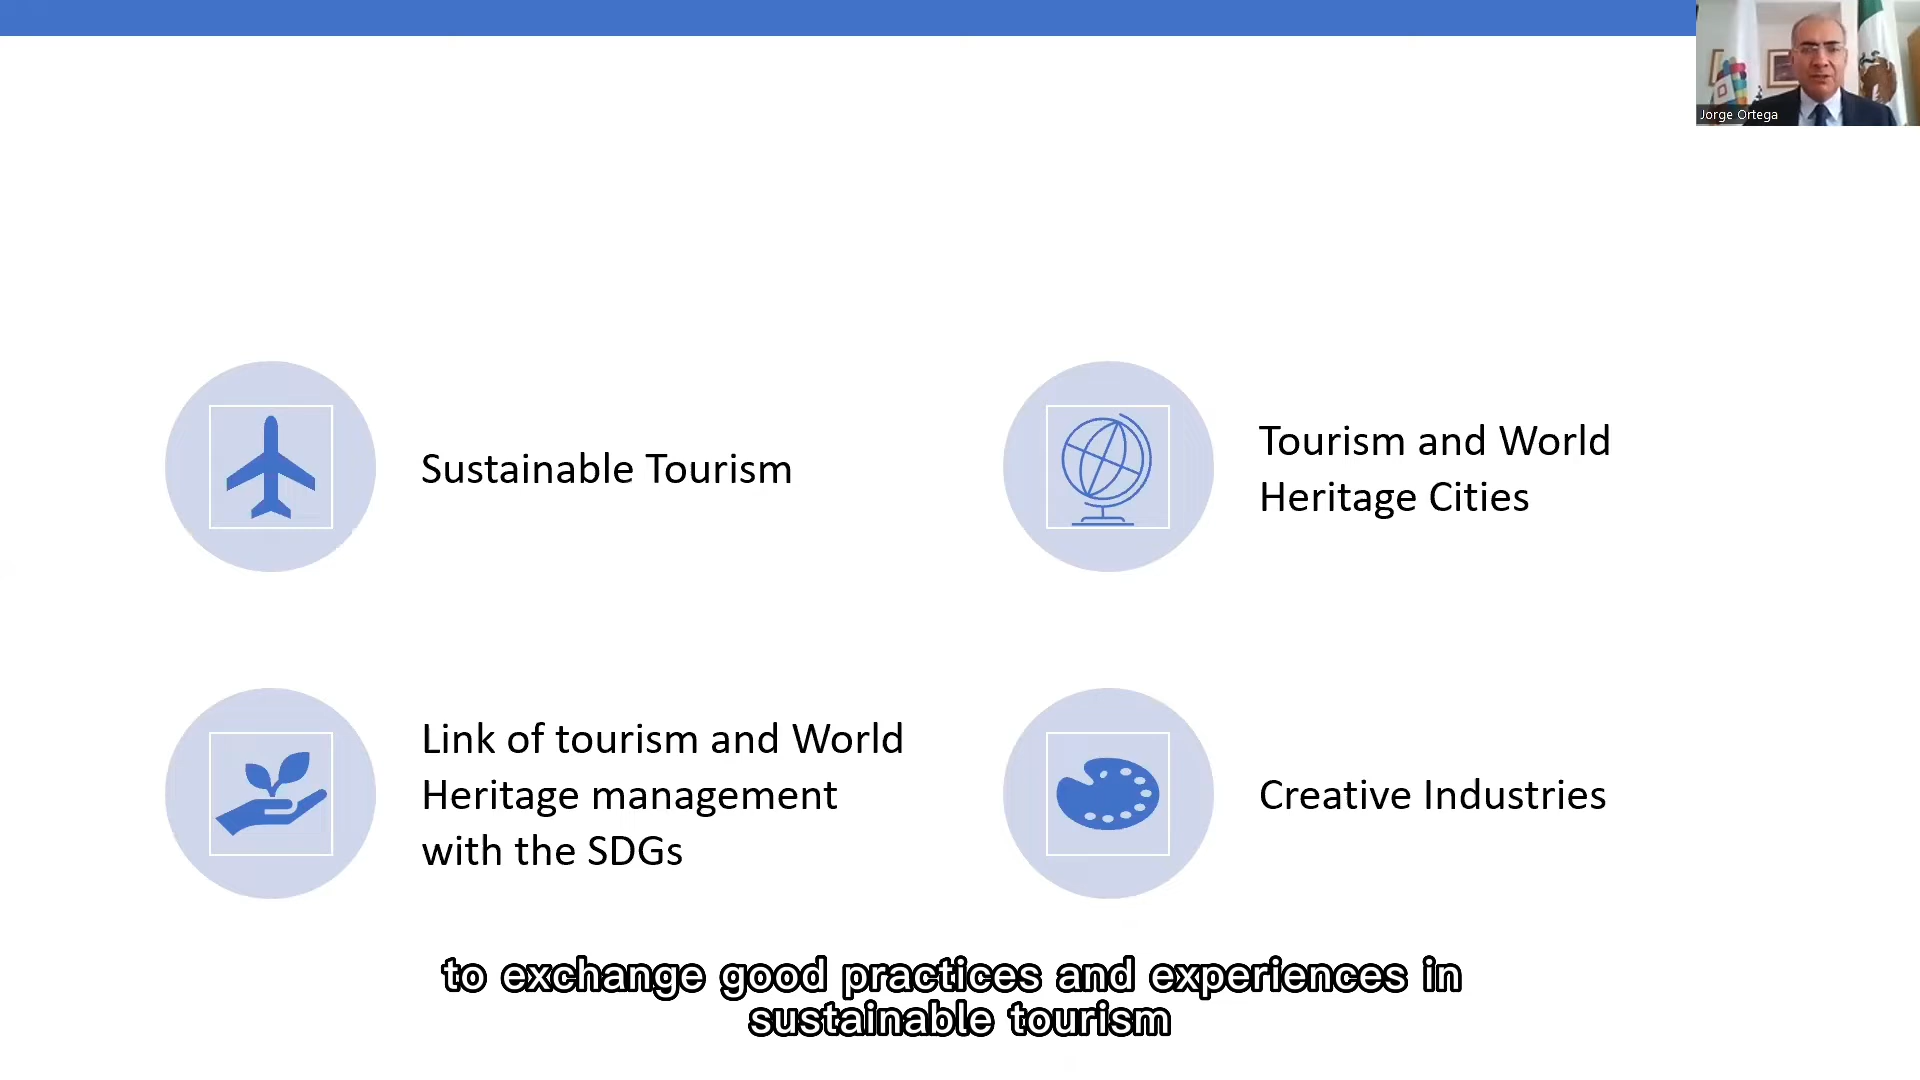 Jorge Ortega
Sustainable Tourism
Tourism and World
Heritage Cities
Link of tourism and World
Heritage management
with the SDGs
Creative Industries
to exchange good practices and experiences in
sustainable tourism